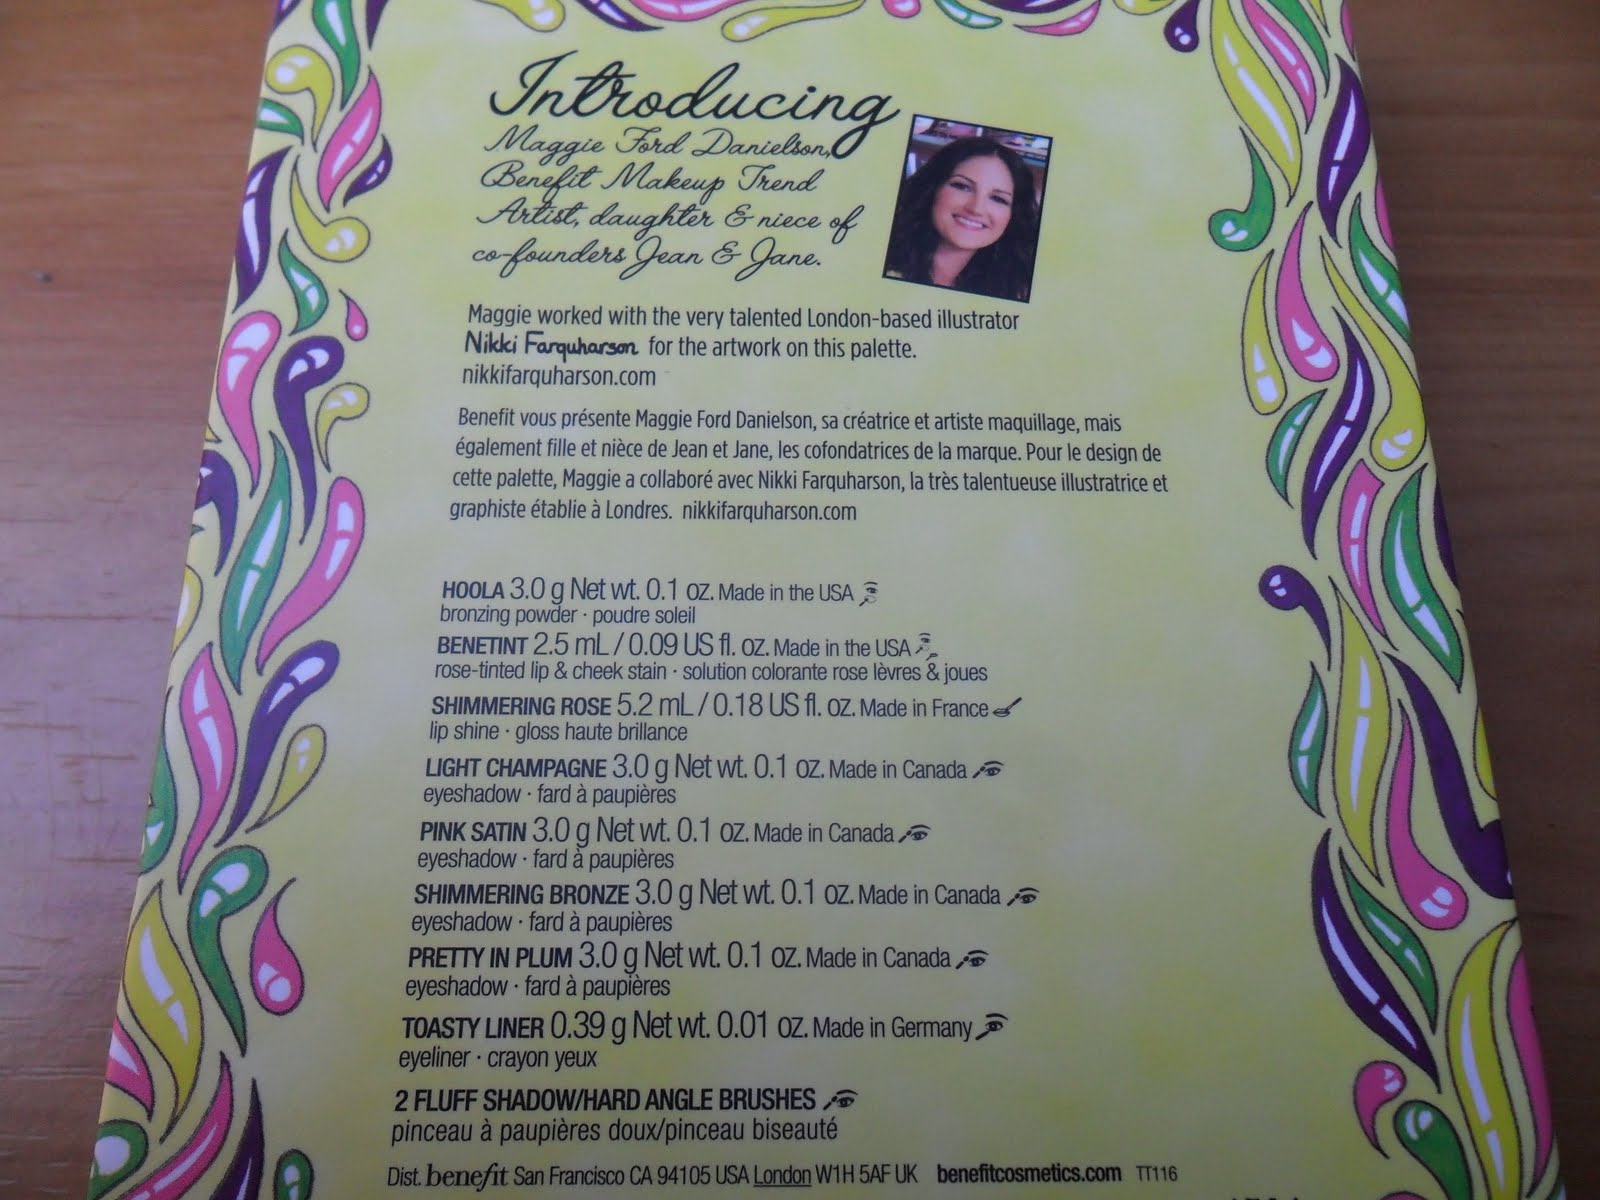 Introducing
Maggie Ford Danielson,
Benefit Makeup Trend
Artist, daughter & niece of
co-founders Jean & Jane.
Maggie worked with the very talented London-based illustrator
Nikki Farquharson for the artwork on this palette.
nikkifarquharson.com
Benefit vous présente Maggie Ford Danielson, sa créatrice et artiste maquillage, mais
également fille et nièce de Jean et Jane, les cofondatrices de la marque. Pour le design de
cette palette, Maggie a collaboré avec Nikki Farquharson, la très talentueuse illustratrice et
graphiste établie à Londres. nikkifarquharson.com
HOOLA 3.0 g Net wt. 0.1 oz. Made in the USA
bronzing powder · poudre soleil
BENETINT 2.5 mL / 0.09 US fl. oz. Made in the USA
rose-tinted lip & cheek stain · solution colorante rose lèvres & joues
SHIMMERING ROSE 5.2 mL / 0.18 US fl. oz. Made in France
lip shine · gloss haute brillance
LIGHT CHAMPAGNE 3.0 g Net wt. 0.1 oz. Made in Canada
eyeshadow · fard à paupières
PINK SATIN 3.0 g Net wt. 0.1 oz. Made in Canada
eyeshadow · fard à paupières
SHIMMERING BRONZE 3.0 g Net wt. 0.1 oz. Made in Canada
eyeshadow · fard à paupières
PRETTY IN PLUM 3.0 g Net wt. 0.1 oz. Made in Canada
eyeshadow · fard à paupières
TOASTY LINER 0.39 g Net wt. 0.01 oz. Made in Germany
eyeliner · crayon yeux
2 FLUFF SHADOW/HARD ANGLE BRUSHES
pinceau à paupières doux/pinceau biseauté
Dist. benefit San Francisco CA 94105 USA London W1H 5AF UK benefitcosmetics.com TT116